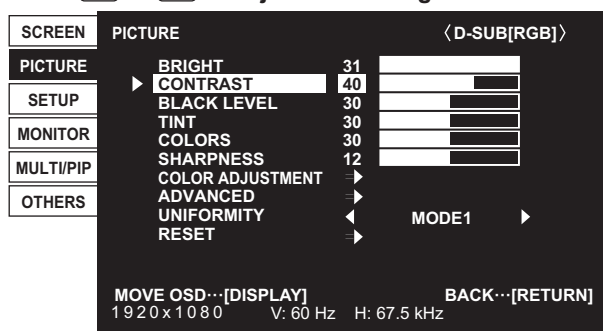 SCREEN
PICTURE
SETUP
MONITOR
MULTI/PIP
OTHERS
PICTURE 〈D-SUB[RGB]〉
BRIGHT 31
CONTRAST 40
BLACK LEVEL 30
TINT 30
COLORS 30
SHARPNESS 12
COLOR ADJUSTMENT
ADVANCED
UNIFORMITY MODE1
RESET
MOVE OSD···[DISPLAY] BACK···[RETURN]
1920x1080 V: 60 Hz H: 67.5 kHz